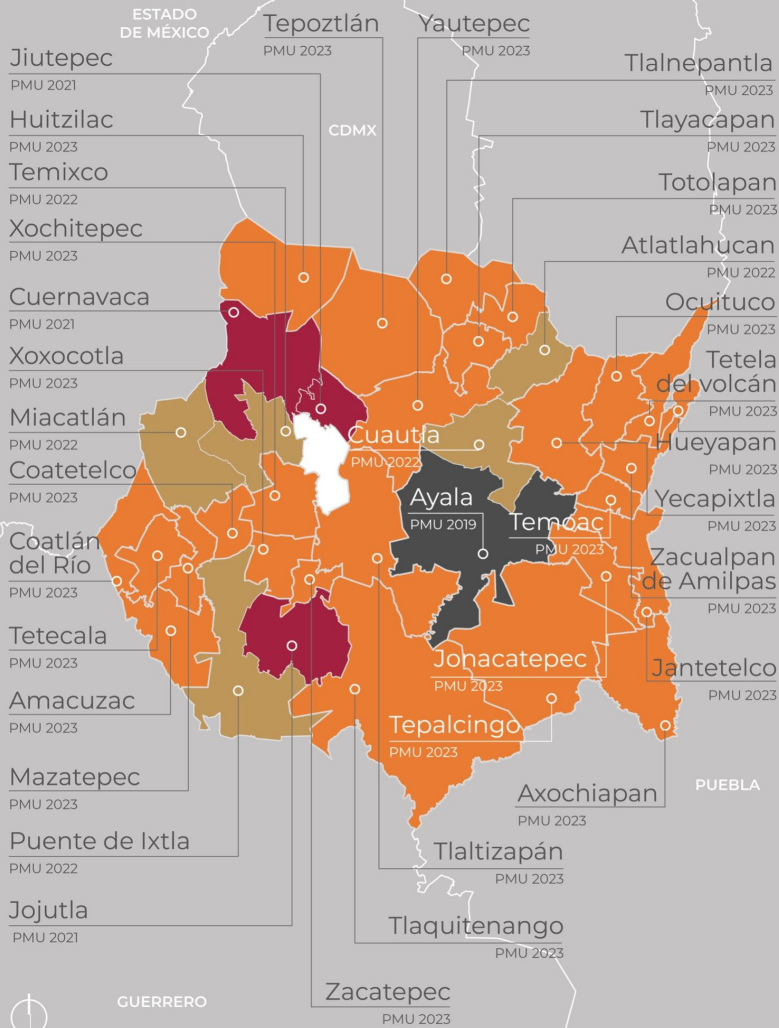 ESTADO
DE MÉXICO
Tepoztlán
PMU 2023
Yautepec
PMU 2023
Jiutepec
PMU 2021
Tlalnepantla
PMU 2023
Huitzilac
PMU 2023
CDMX
Tlayacapan
PMU 2023
Temixco
PMU 2022
Totolapan
PMU 2023
Xochitepec
PMU 2023
Atlatlahucan
PMU 2022
Cuernavaca
PMU 2021
Ocuituco
PMU 2023
Xoxocotla
PMU 2023
Tetela
del volcán
PMU 2023
Miacatlán
PMU 2022
Cuautla
PMU 2022
Hueyapan
PMU 2023
Coatetelco
PMU 2023
Ayala
PMU 2019
Temoac
PMU 2023
Yecapixtla
PMU 2023
Coatlán
del Río
PMU 2023
Zacualpan
de Amilpas
PMU 2023
Tetecala
PMU 2023
Jonacatepec
PMU 2023
Jantetelco
PMU 2023
Amacuzac
PMU 2023
Tepalcingo
PMU 2023
Mazatepec
PMU 2023
Axochiapan
PMU 2023
PUEBLA
Puente de Ixtla
PMU 2022
Tlaltizapán
PMU 2023
Jojutla
PMU 2021
Tlaquitenango
PMU 2023
Zacatepec
PMU 2023
GUERRERO